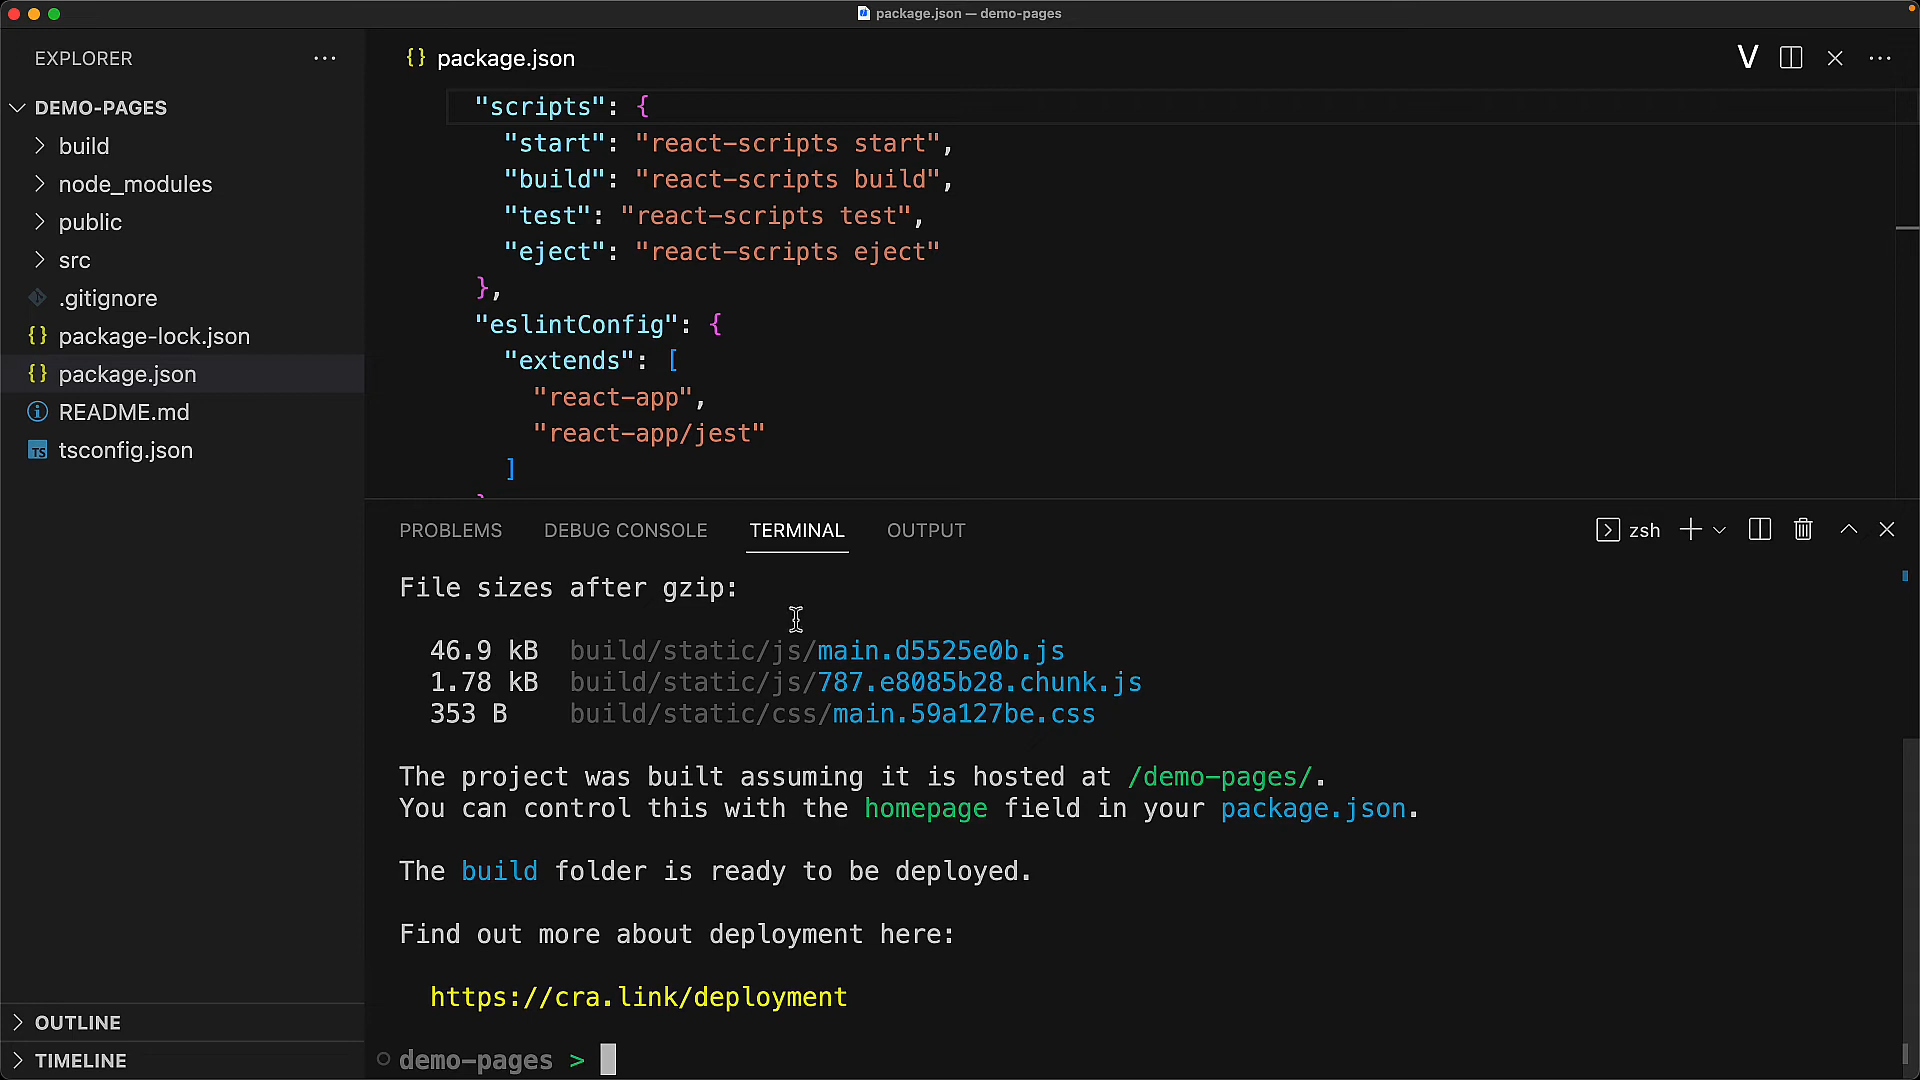 package.json — demo-pages
EXPLORER
DEMO-PAGES
build
node_modules
public
src
.gitignore
package-lock.json
package.json
README.md
tsconfig.json
OUTLINE
TIMELINE
{} package.json
"scripts": {
"start": "react-scripts start",
"build": "react-scripts build",
"test": "react-scripts test",
"eject": "react-scripts eject"
},
"eslintConfig": {
"extends": [
"react-app",
"react-app/jest"
]
PROBLEMS DEBUG CONSOLE TERMINAL OUTPUT zsh
File sizes after gzip:
46.9 kB build/static/js/main.d5525e0b.js
1.78 kB build/static/js/787.e8085b28.chunk.js
353 B build/static/css/main.59a127be.css
The project was built assuming it is hosted at /demo-pages/.
You can control this with the homepage field in your package.json.
The build folder is ready to be deployed.
Find out more about deployment here:
https://cra.link/deployment
demo-pages >